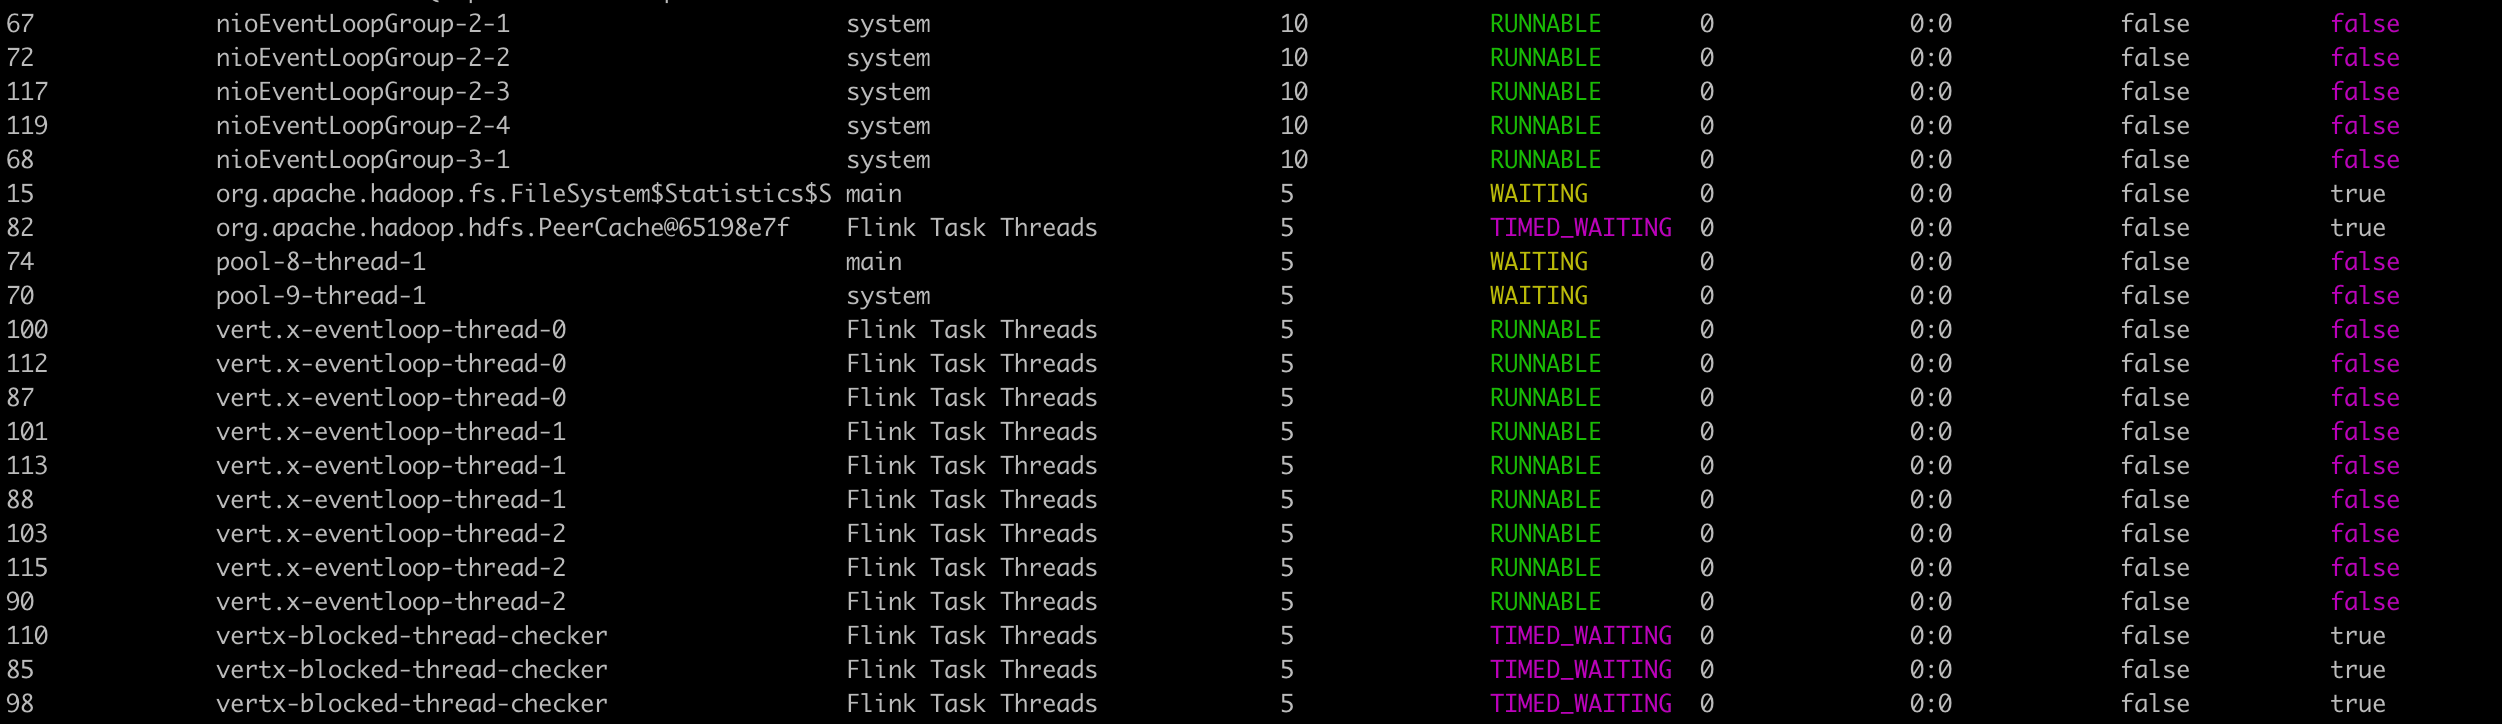 67 nioEventLoopGroup-2-1 system 10 RUNNABLE 0 0:0 false false
72 nioEventLoopGroup-2-2 system 10 RUNNABLE 0 0:0 false false
117 nioEventLoopGroup-2-3 system 10 RUNNABLE 0 0:0 false false
119 nioEventLoopGroup-2-4 system 10 RUNNABLE 0 0:0 false false
68 nioEventLoopGroup-3-1 system 10 RUNNABLE 0 0:0 false false
15 org.apache.hadoop.fs.FileSystem$Statistics$S main 5 WAITING 0 0:0 false true
82 org.apache.hadoop.hdfs.PeerCache@65198e7f Flink Task Threads 5 TIMED_WAITING 0 0:0 false true
74 pool-8-thread-1 main 5 WAITING 0 0:0 false false
70 pool-9-thread-1 system 5 WAITING 0 0:0 false false
100 vert.x-eventloop-thread-0 Flink Task Threads 5 RUNNABLE 0 0:0 false false
112 vert.x-eventloop-thread-0 Flink Task Threads 5 RUNNABLE 0 0:0 false false
87 vert.x-eventloop-thread-0 Flink Task Threads 5 RUNNABLE 0 0:0 false false
101 vert.x-eventloop-thread-1 Flink Task Threads 5 RUNNABLE 0 0:0 false false
113 vert.x-eventloop-thread-1 Flink Task Threads 5 RUNNABLE 0 0:0 false false
88 vert.x-eventloop-thread-1 Flink Task Threads 5 RUNNABLE 0 0:0 false false
103 vert.x-eventloop-thread-2 Flink Task Threads 5 RUNNABLE 0 0:0 false false
115 vert.x-eventloop-thread-2 Flink Task Threads 5 RUNNABLE 0 0:0 false false
90 vert.x-eventloop-thread-2 Flink Task Threads 5 RUNNABLE 0 0:0 false false
110 vertx-blocked-thread-checker Flink Task Threads 5 TIMED_WAITING 0 0:0 false true
85 vertx-blocked-thread-checker Flink Task Threads 5 TIMED_WAITING 0 0:0 false true
98 vertx-blocked-thread-checker Flink Task Threads 5 TIMED_WAITING 0 0:0 false true